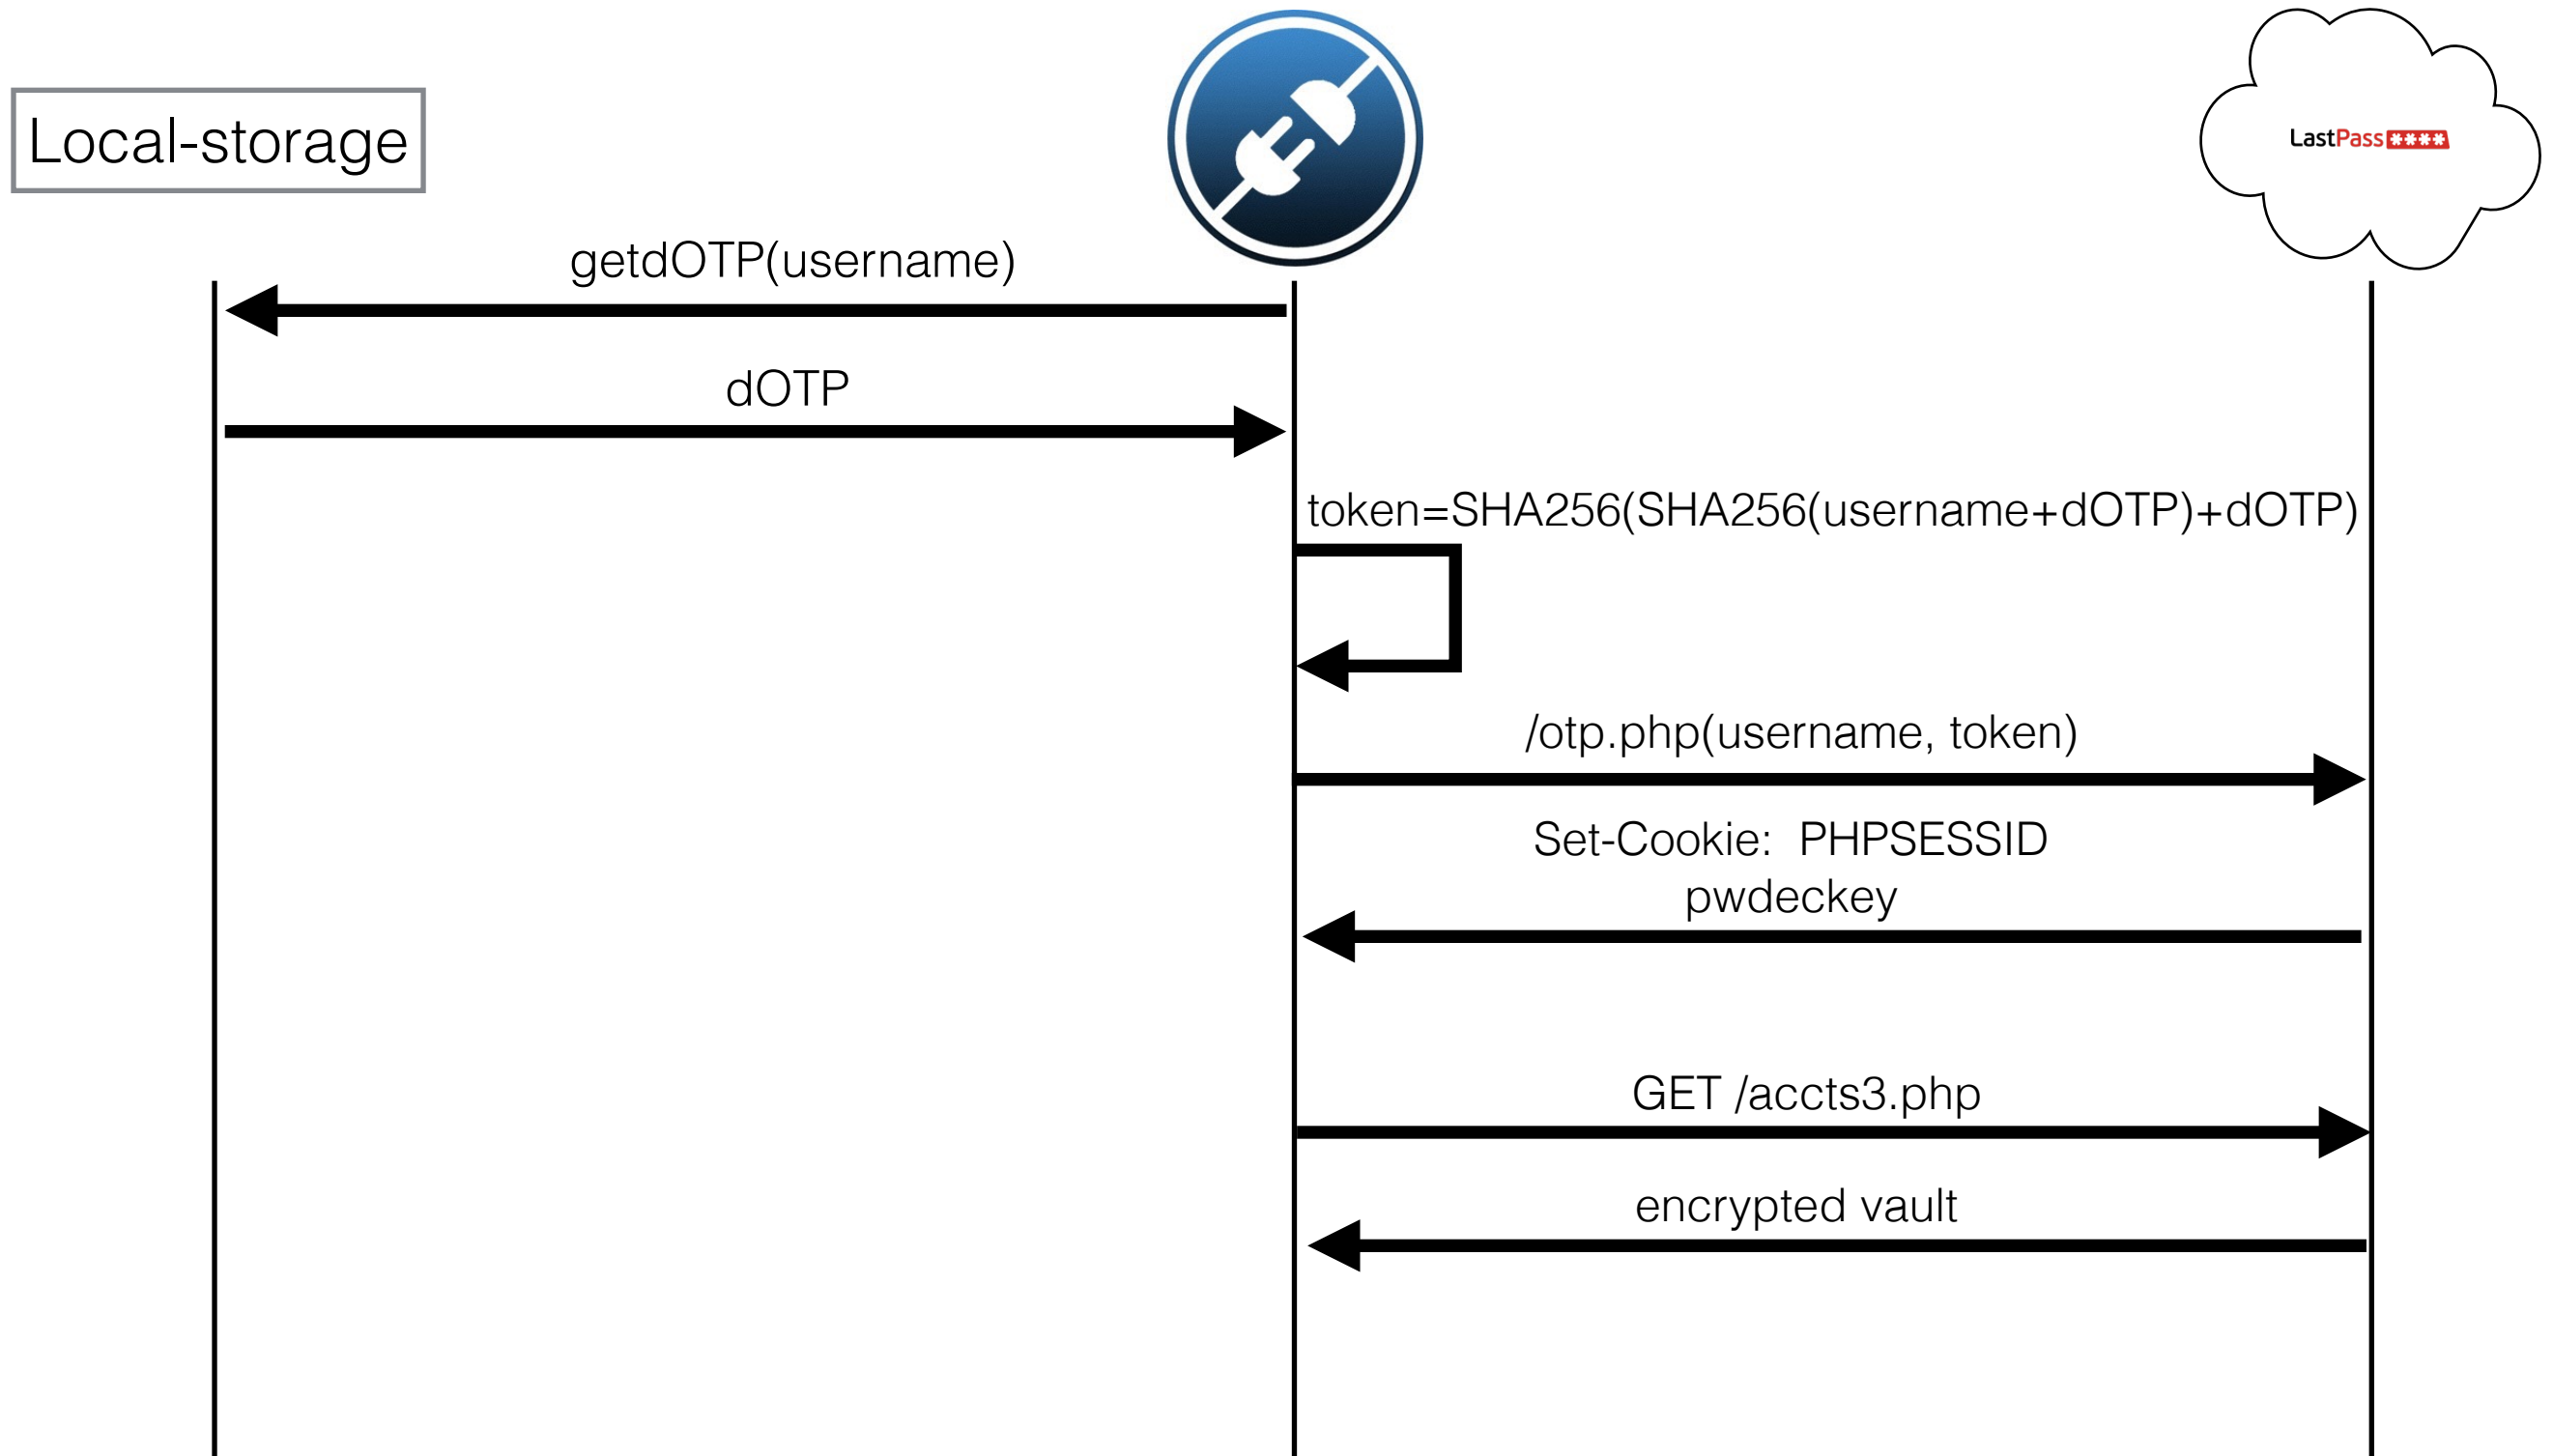 Local-storage
LastPass ****
getdOTP(username)
dOTP
token=SHA256(SHA256(username+dOTP)+dOTP)
/otp.php(username, token)
Set-Cookie:  PHPSESSID
pwdeckey
GET /accts3.php
encrypted vault